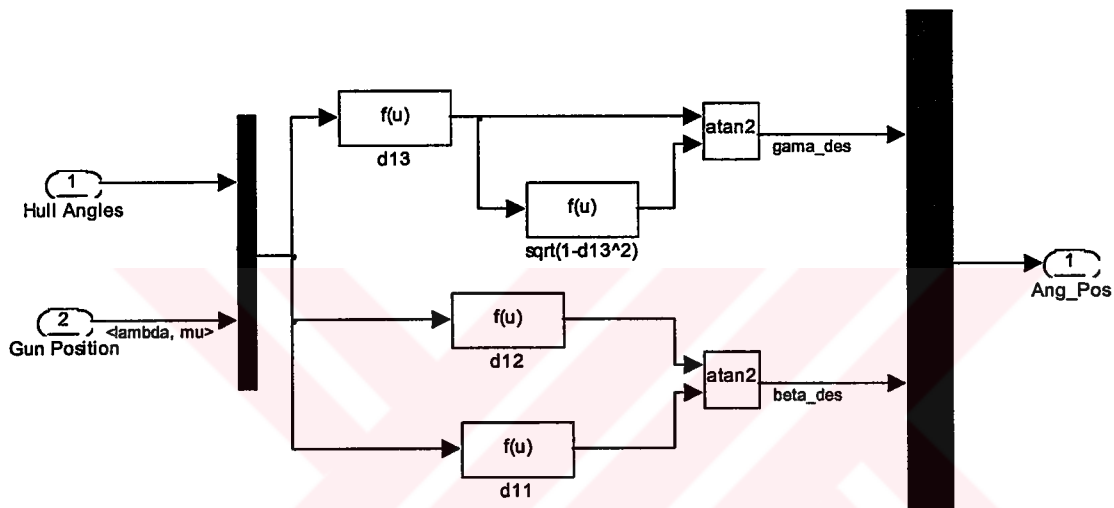 1
Hull Angles
2
Gun Position
<lambda, mu>
f(u)
d13
f(u)
sqrt(1-d13^2)
atan2
gama_des
f(u)
d12
f(u)
d11
atan2
beta_des
1
Ang_Pos